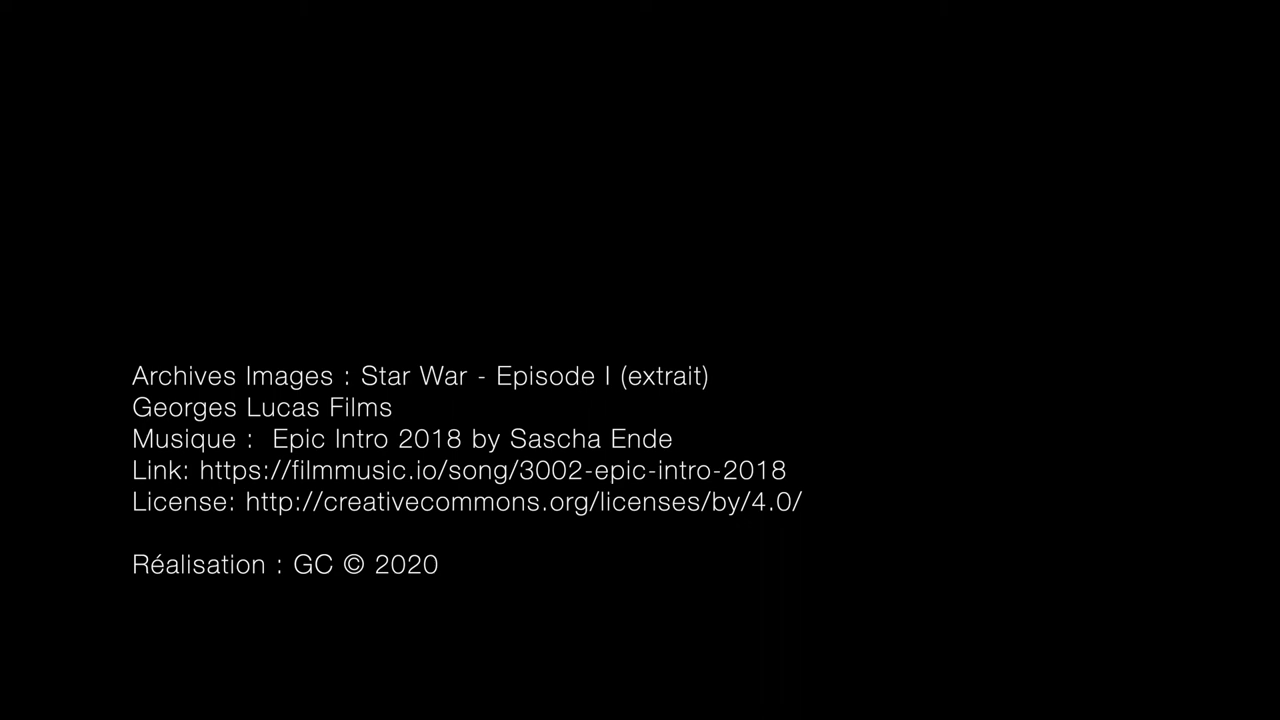 Archives Images : Star War - Episode I (extrait)
Georges Lucas Films
Musique :  Epic Intro 2018 by Sascha Ende
Link: https://filmmusic.io/song/3002-epic-intro-2018
License: http://creativecommons.org/licenses/by/4.0/
Réalisation : GC © 2020